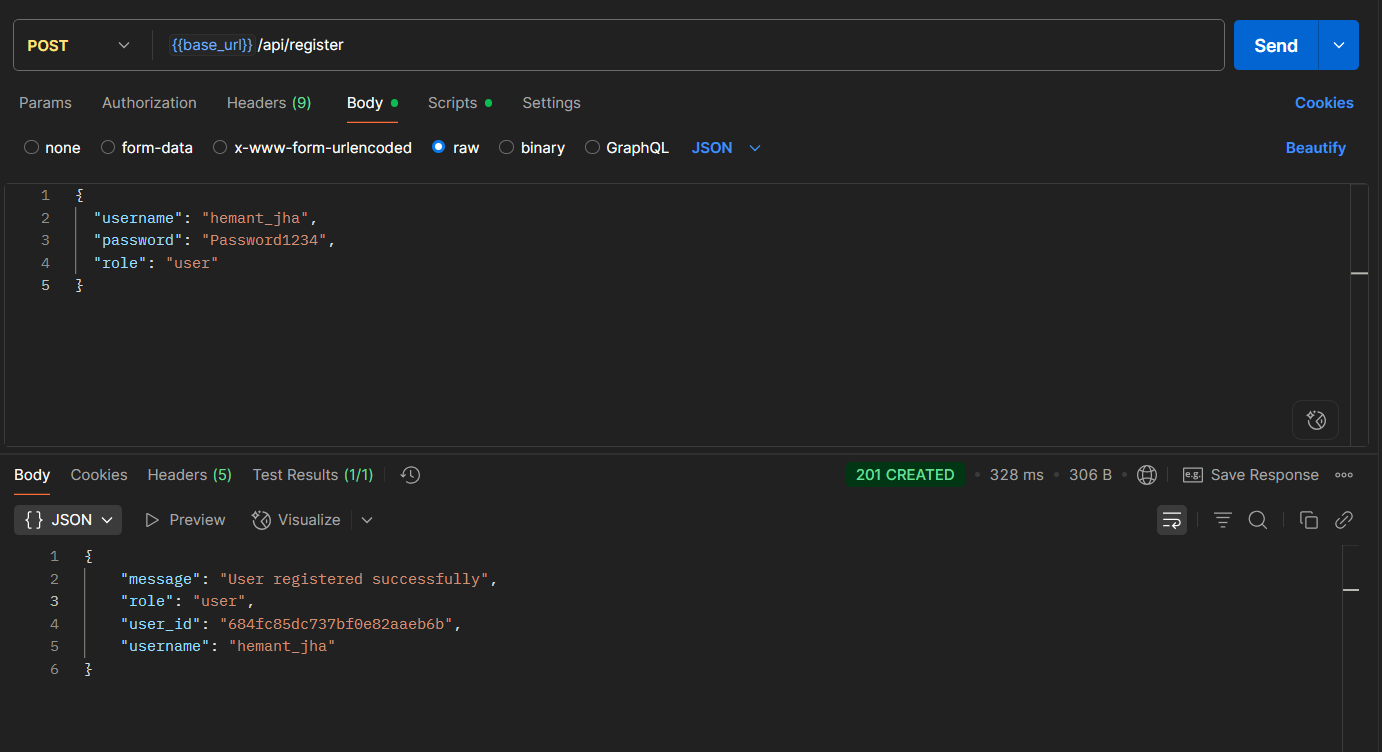 POST {{base_url}} /api/register Send
Params Authorization Headers (9) Body Scripts Settings Cookies
none form-data x-www-form-urlencoded raw binary GraphQL JSON Beautify
1 {
2 "username": "hemant_jha",
3 "password": "Password1234",
4 "role": "user"
5 }
Body Cookies Headers (5) Test Results (1/1) 201 CREATED 328 ms 306 B e.g. Save Response
{} JSON Preview Visualize
1 {
2 "message": "User registered successfully",
3 "role": "user",
4 "user_id": "684fc85dc737bf0e82aaeb6b",
5 "username": "hemant_jha"
6 }